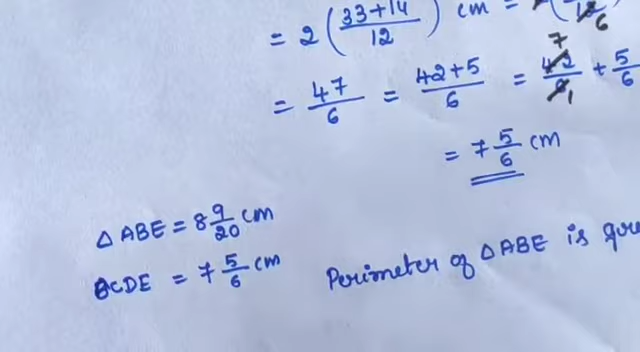 = 2 (33+14/12) cm =
= 47/6 = 42+5/6 = 42/6 + 5/6
= 7 5/6 cm
△ ABE = 8 9/20 cm
BCDE = 7 5/6 cm
Perimeter of △ABE is